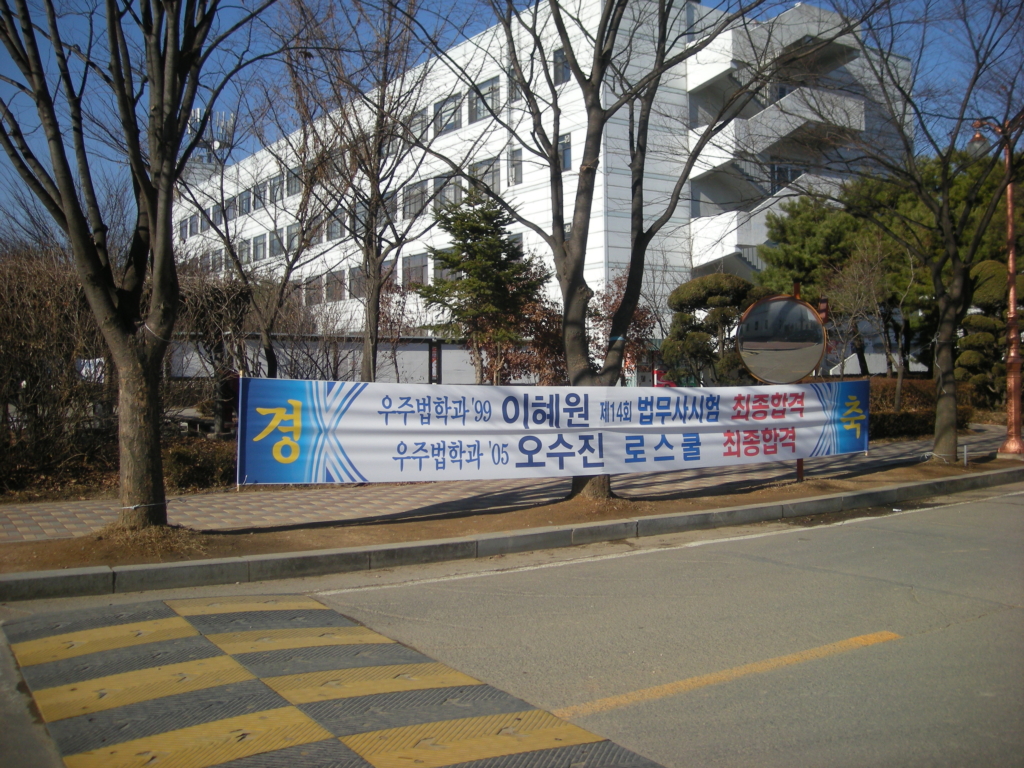 경 축
우주법학과 '99 이혜원 제14회 법무사시험 최종합격
우주법학과 '05 오수진 로스쿨 최종합격